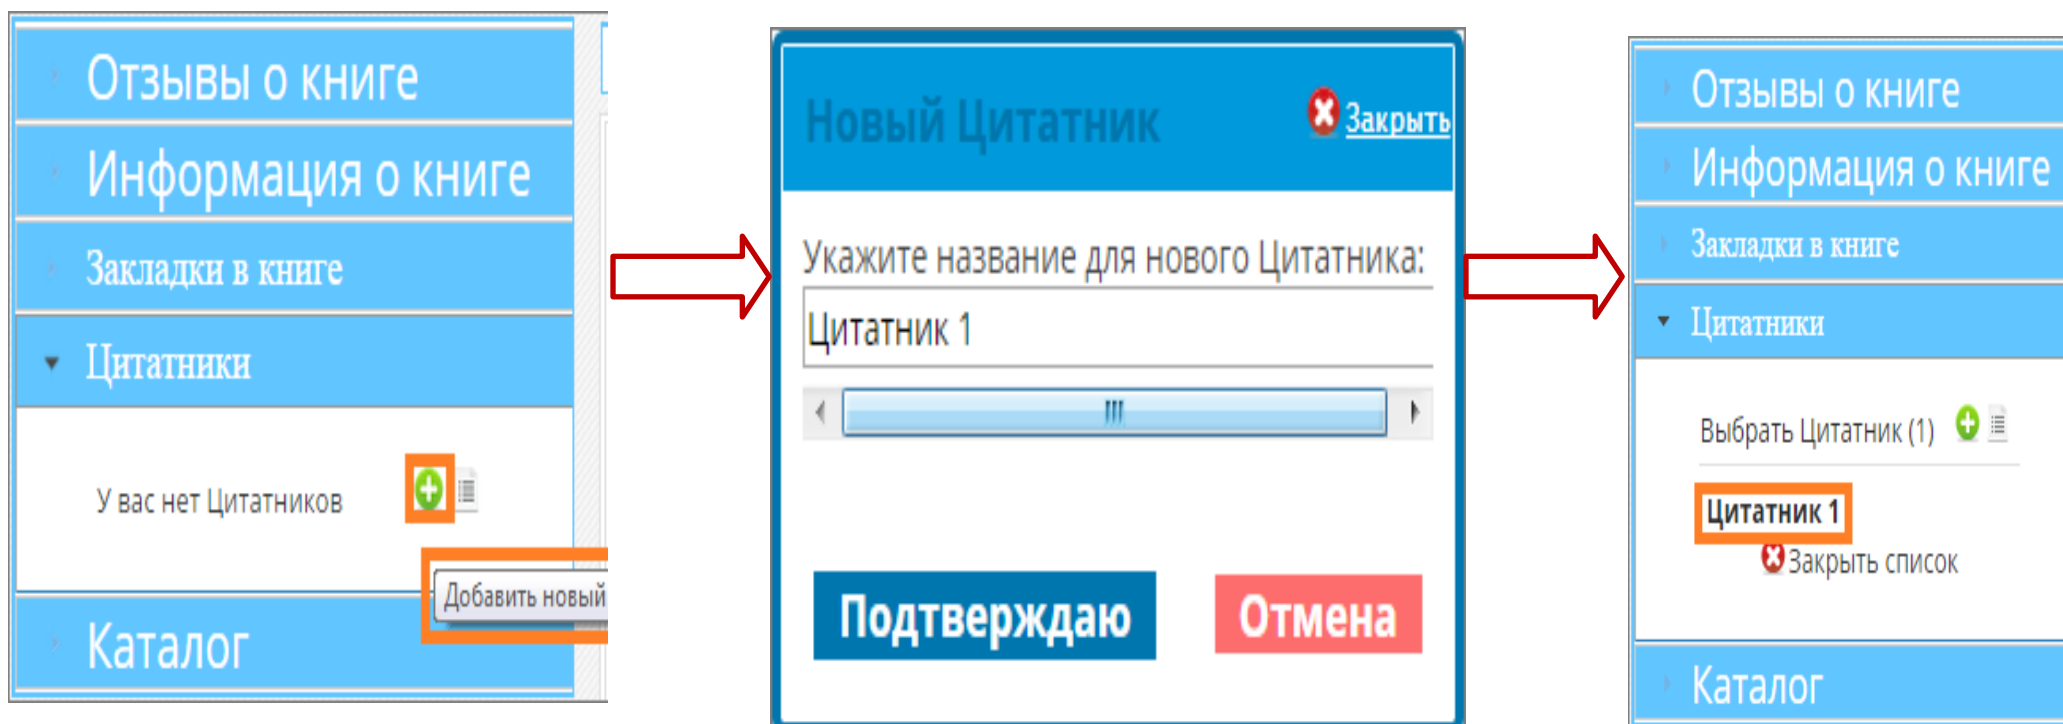 Отзывы о книге
Информация о книге
Закладки в книге
Цитатники
У вас нет Цитатников
Добавить новый
Каталог
Новый Цитатник
Закрыть
Укажите название для нового Цитатника:
Цитатник 1
Подтверждаю
Отмена
Отзывы о книге
Информация о книге
Закладки в книге
Цитатники
Выбрать Цитатник (1)
Цитатник 1
Закрыть список
Каталог